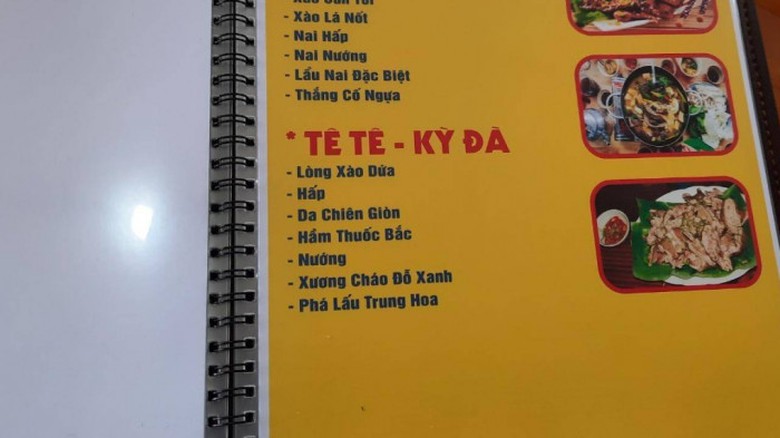 - Xào Lá Nốt
- Nai Hấp
- Nai Nướng
- Lẩu Nai Đặc Biệt
- Thắng Cố Ngựa
* TÊ TÊ - KỲ ĐÀ
- Lòng Xào Dứa
- Hấp
- Da Chiên Giòn
- Hầm Thuốc Bắc
- Nướng
- Xương Cháo Đỗ Xanh
- Phá Lấu Trung Hoa